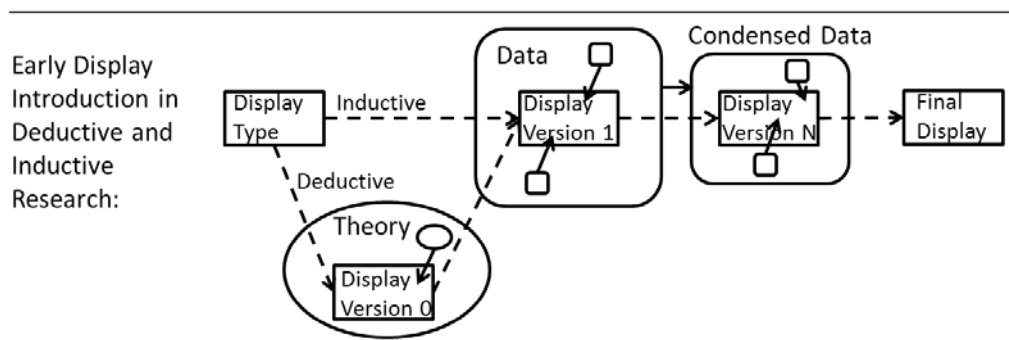 Early Display
Introduction in
Deductive and
Inductive
Research:
Display
Type
Inductive
Deductive
Theory
Display
Version 0
Data
Display
Version 1
Condensed Data
Display
Version N
Final
Display